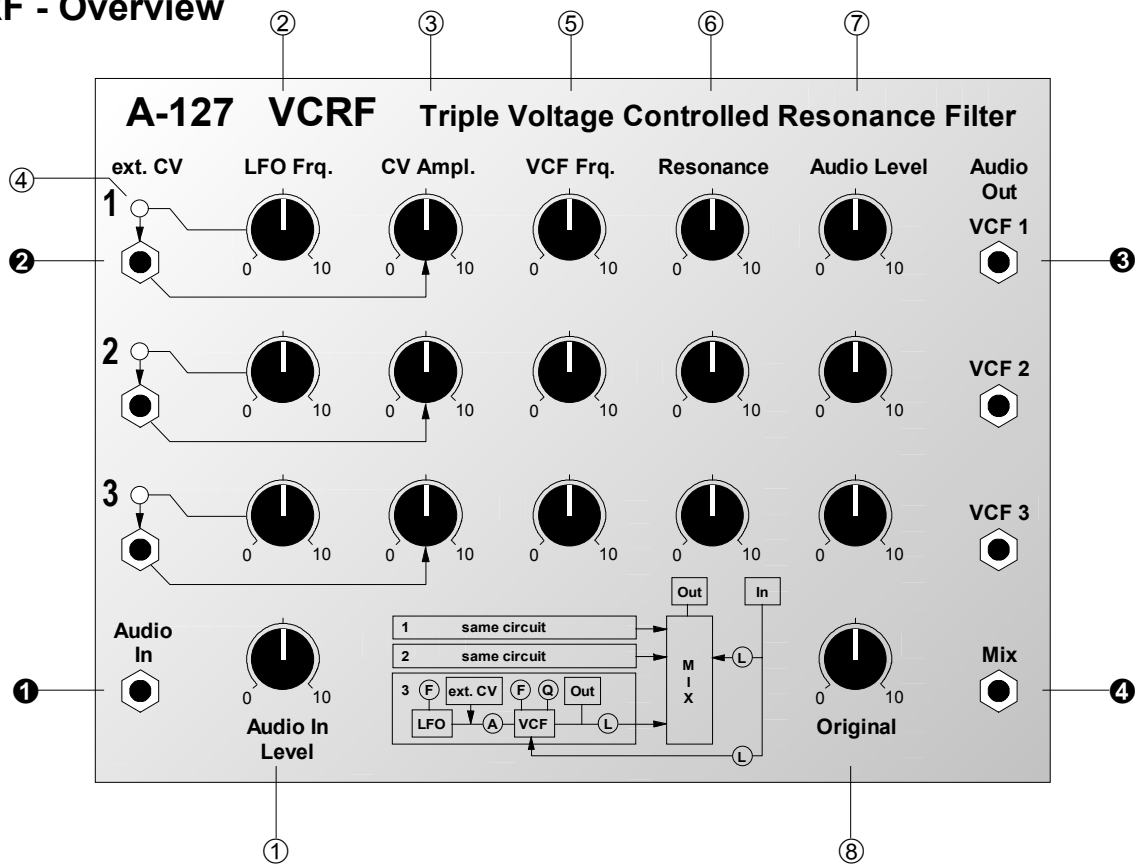 RF - Overview
② ③ ⑤ ⑥ ⑦
A-127 VCRF Triple Voltage Controlled Resonance Filter
④ ext. CV LFO Frq. CV Ampl. VCF Frq. Resonance Audio Level Audio
Out
1 VCF 1
❷ ❸
0 10 0 10 0 10 0 10 0 10
2 VCF 2
0 10 0 10 0 10 0 10 0 10
3 VCF 3
0 10 0 10 0 10 0 10 0 10
Out In
Audio
In
1 same circuit
2 same circuit
L
M
I
X
Mix
3 F ext. CV F Q Out
LFO A VCF L
❶ 0 10 0 10 ❹
Audio In
Level
Original
L
① ⑧